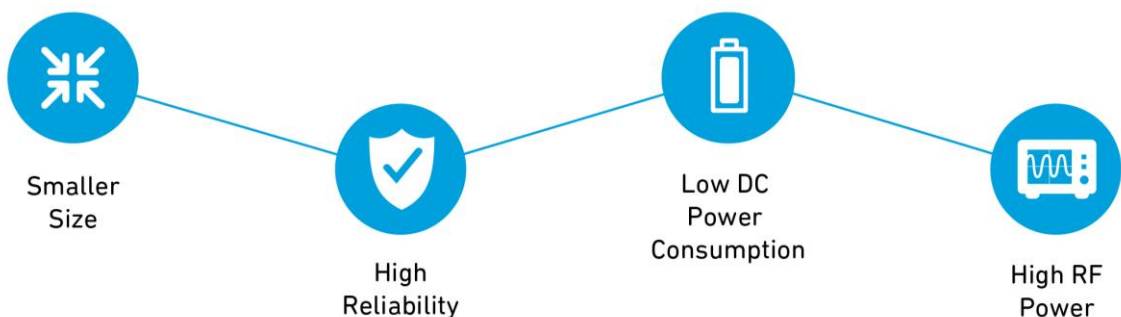 Smaller
Size
High
Reliability
Low DC
Power
Consumption
High RF
Power